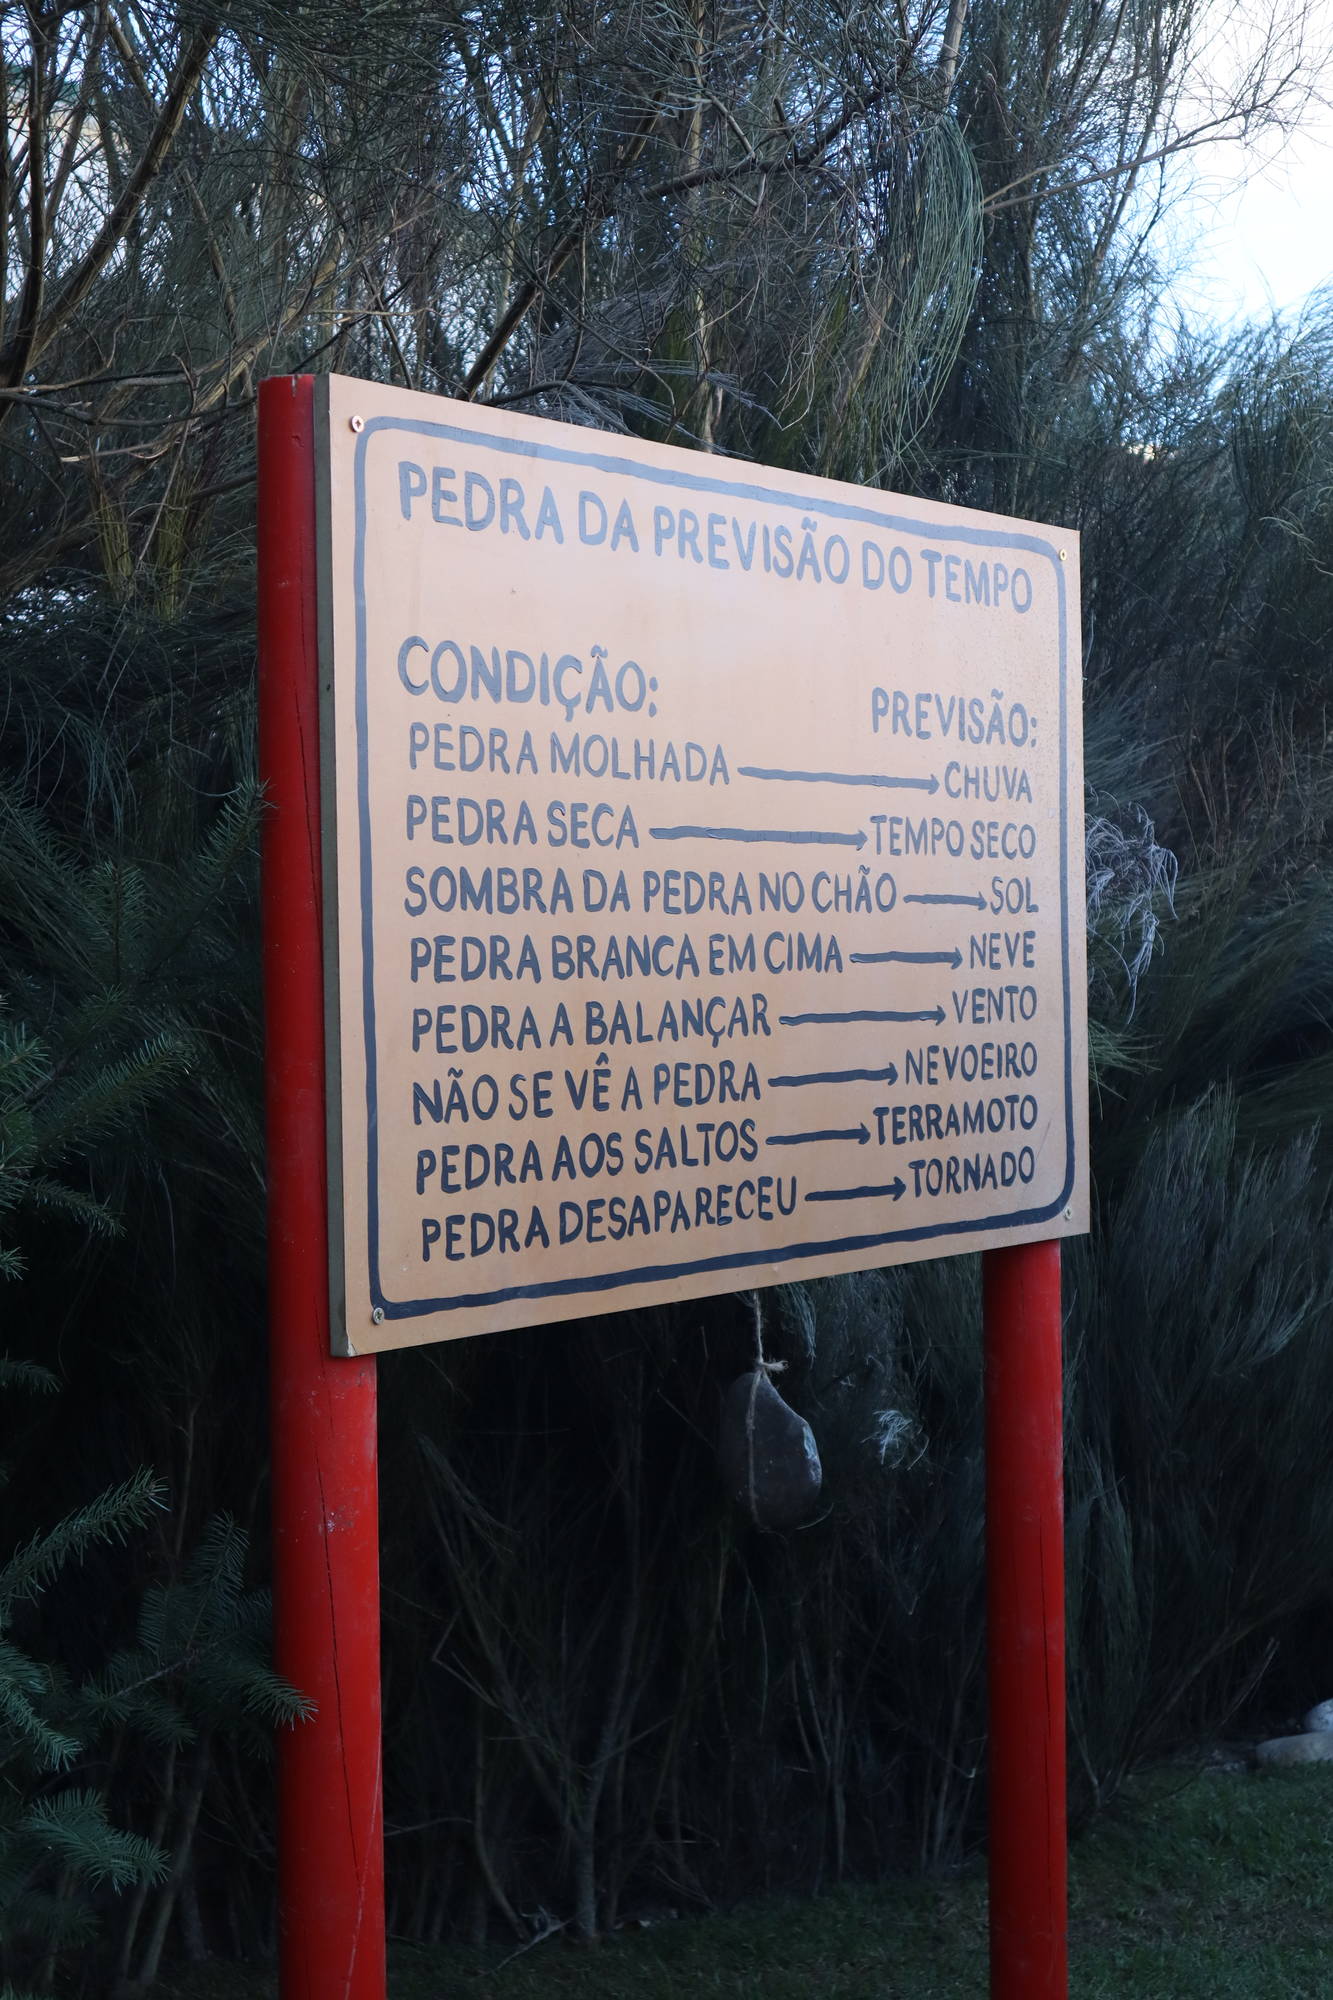 PEDRA DA PREVISÃO DO TEMPO
CONDIÇÃO: PREVISÃO:
PEDRA MOLHADA → CHUVA
PEDRA SECA → TEMPO SECO
SOMBRA DA PEDRA NO CHÃO → SOL
PEDRA BRANCA EM CIMA → NEVE
PEDRA A BALANÇAR → VENTO
NÃO SE VÊ A PEDRA → NEVOEIRO
PEDRA AOS SALTOS → TERRAMOTO
PEDRA DESAPARECEU → TORNADO